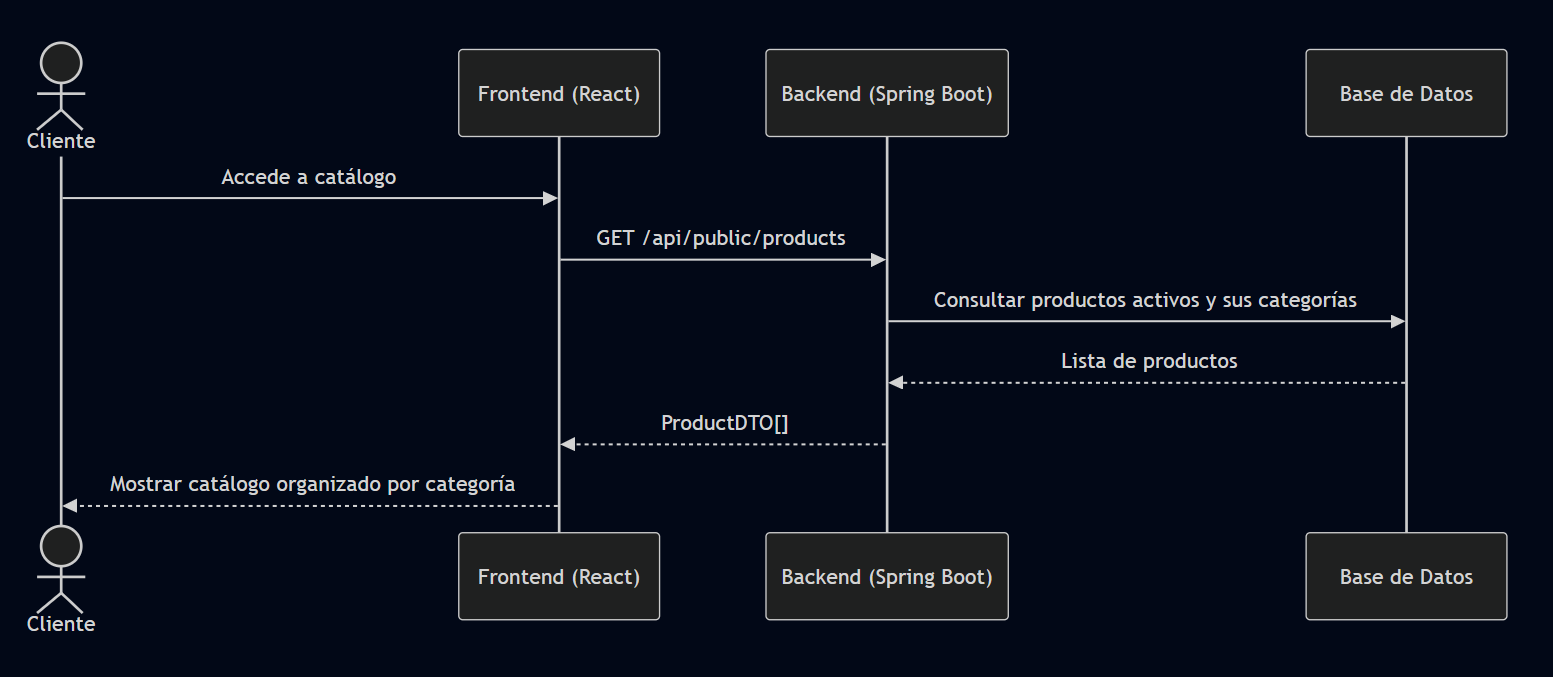 Frontend (React)
Backend (Spring Boot)
Base de Datos
Cliente
Accede a catálogo
GET /api/public/products
Consultar productos activos y sus categorías
Lista de productos
ProductDTO[]
Mostrar catálogo organizado por categoría
Frontend (React)
Backend (Spring Boot)
Base de Datos
Cliente